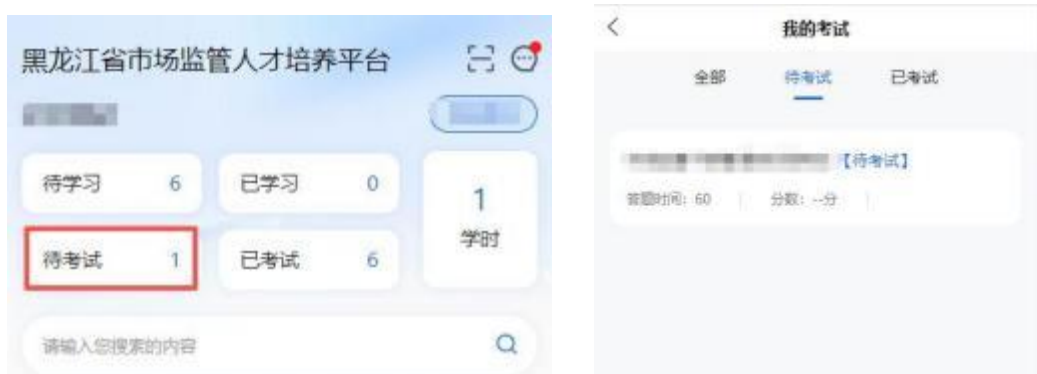 黑龙江省市场监管人才培养平台
待学习 6
已学习 0
1
学时
待考试 1
已考试 6
请输入您搜索的内容
我的考试
全部 待考试 已考试
【待考试】
答题时间：60 分数：--分